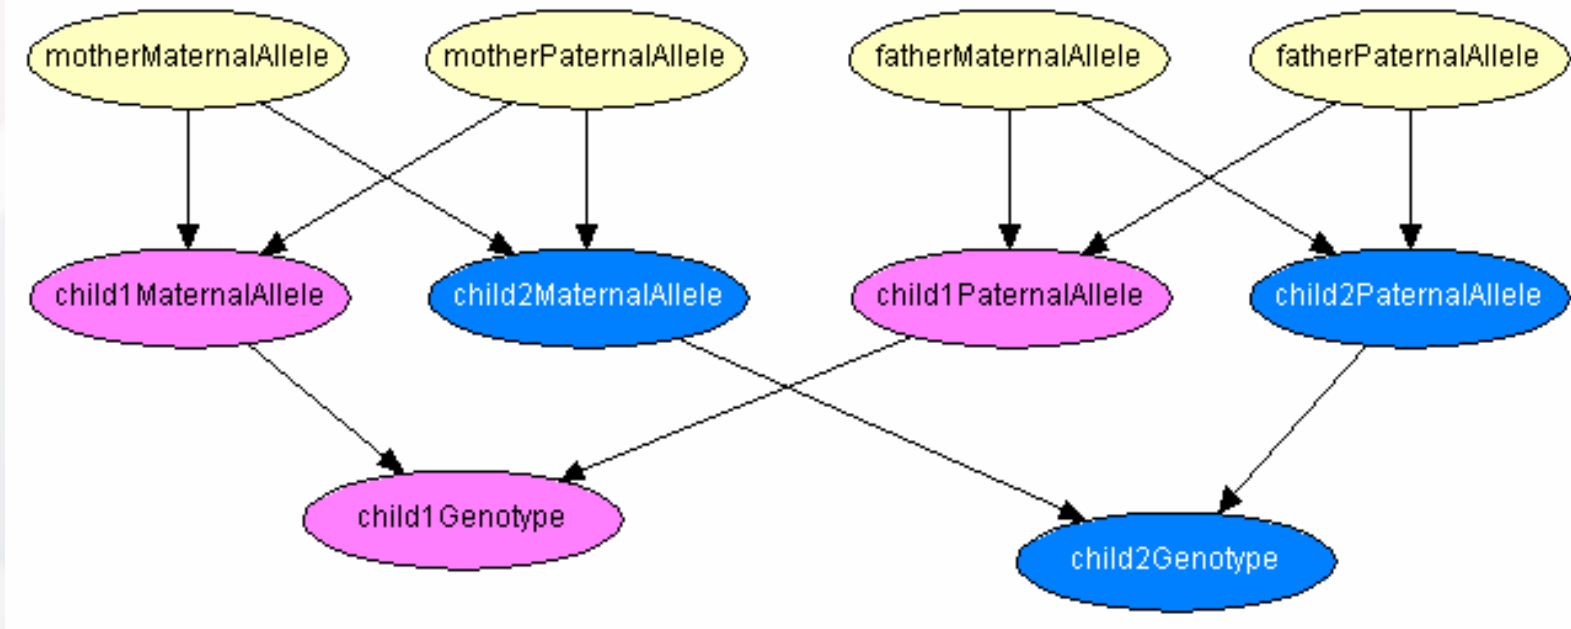 motherMaternalAllele
motherPaternalAllele
fatherMaternalAllele
fatherPaternalAllele
child1MaternalAllele
child2MaternalAllele
child1PaternalAllele
child2PaternalAllele
child1Genotype
child2Genotype